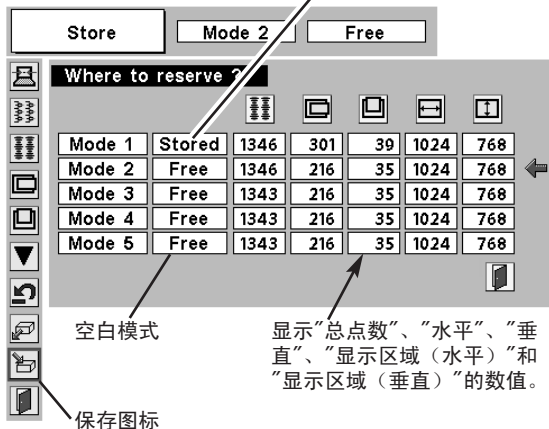 Store Mode 2 Free
Where to reserve ?
Mode 1 Stored 1346 301 39 1024 768
Mode 2 Free 1346 216 35 1024 768
Mode 3 Free 1343 216 35 1024 768
Mode 4 Free 1343 216 35 1024 768
Mode 5 Free 1343 216 35 1024 768
空白模式
显示"总点数"、"水平"、"垂
直"、"显示区域（水平）"和
"显示区域（垂直）"的数值。
保存图标